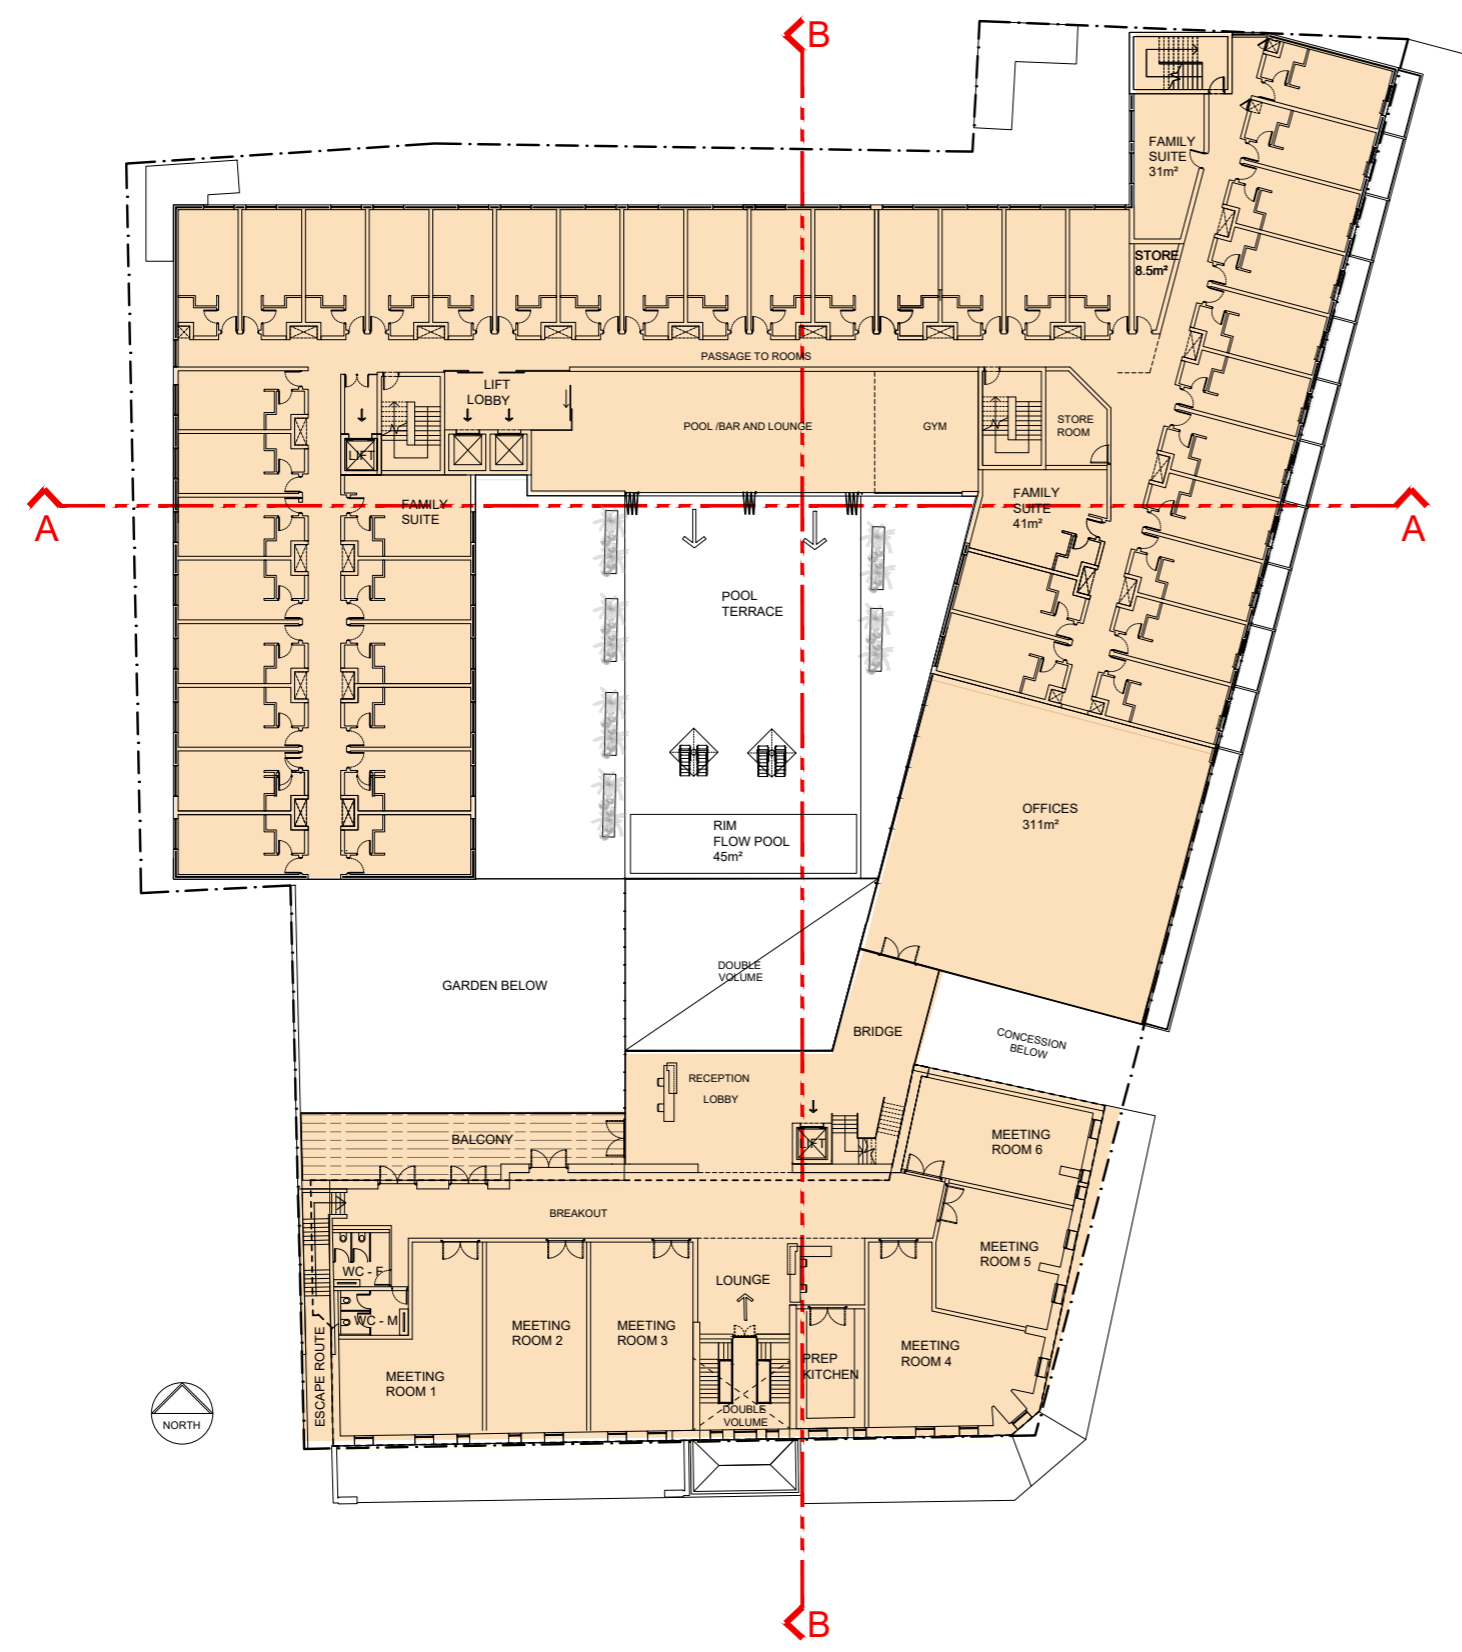 B
FAMILY
SUITE
31m²
STORE
8.5m²
PASSAGE TO ROOMS
LIFT
LOBBY
POOL /BAR AND LOUNGE
GYM
STORE
ROOM
LIFT
FAMILY
SUITE
FAMILY
SUITE
41m²
A
A
POOL
TERRACE
RIM
FLOW POOL
45m²
OFFICES
311m²
DOUBLE
VOLUME
GARDEN BELOW
BRIDGE
CONCESSION
BELOW
RECEPTION
LOBBY
BALCONY
LIFT
MEETING
ROOM 6
BREAKOUT
MEETING
ROOM 5
WC - F
LOUNGE
WC - M
MEETING
ROOM 2
MEETING
ROOM 3
MEETING
ROOM 4
PREP
KITCHEN
MEETING
ROOM 1
ESCAPE ROUTE
DOUBLE
VOLUME
NORTH
B